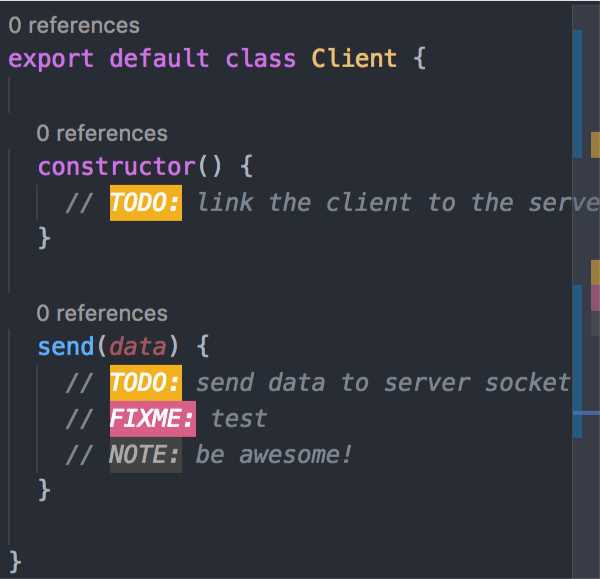 0 references
export default class Client {
0 references
constructor() {
// TODO: link the client to the serve
}
0 references
send(data) {
// TODO: send data to server socket
// FIXME: test
// NOTE: be awesome!
}
}